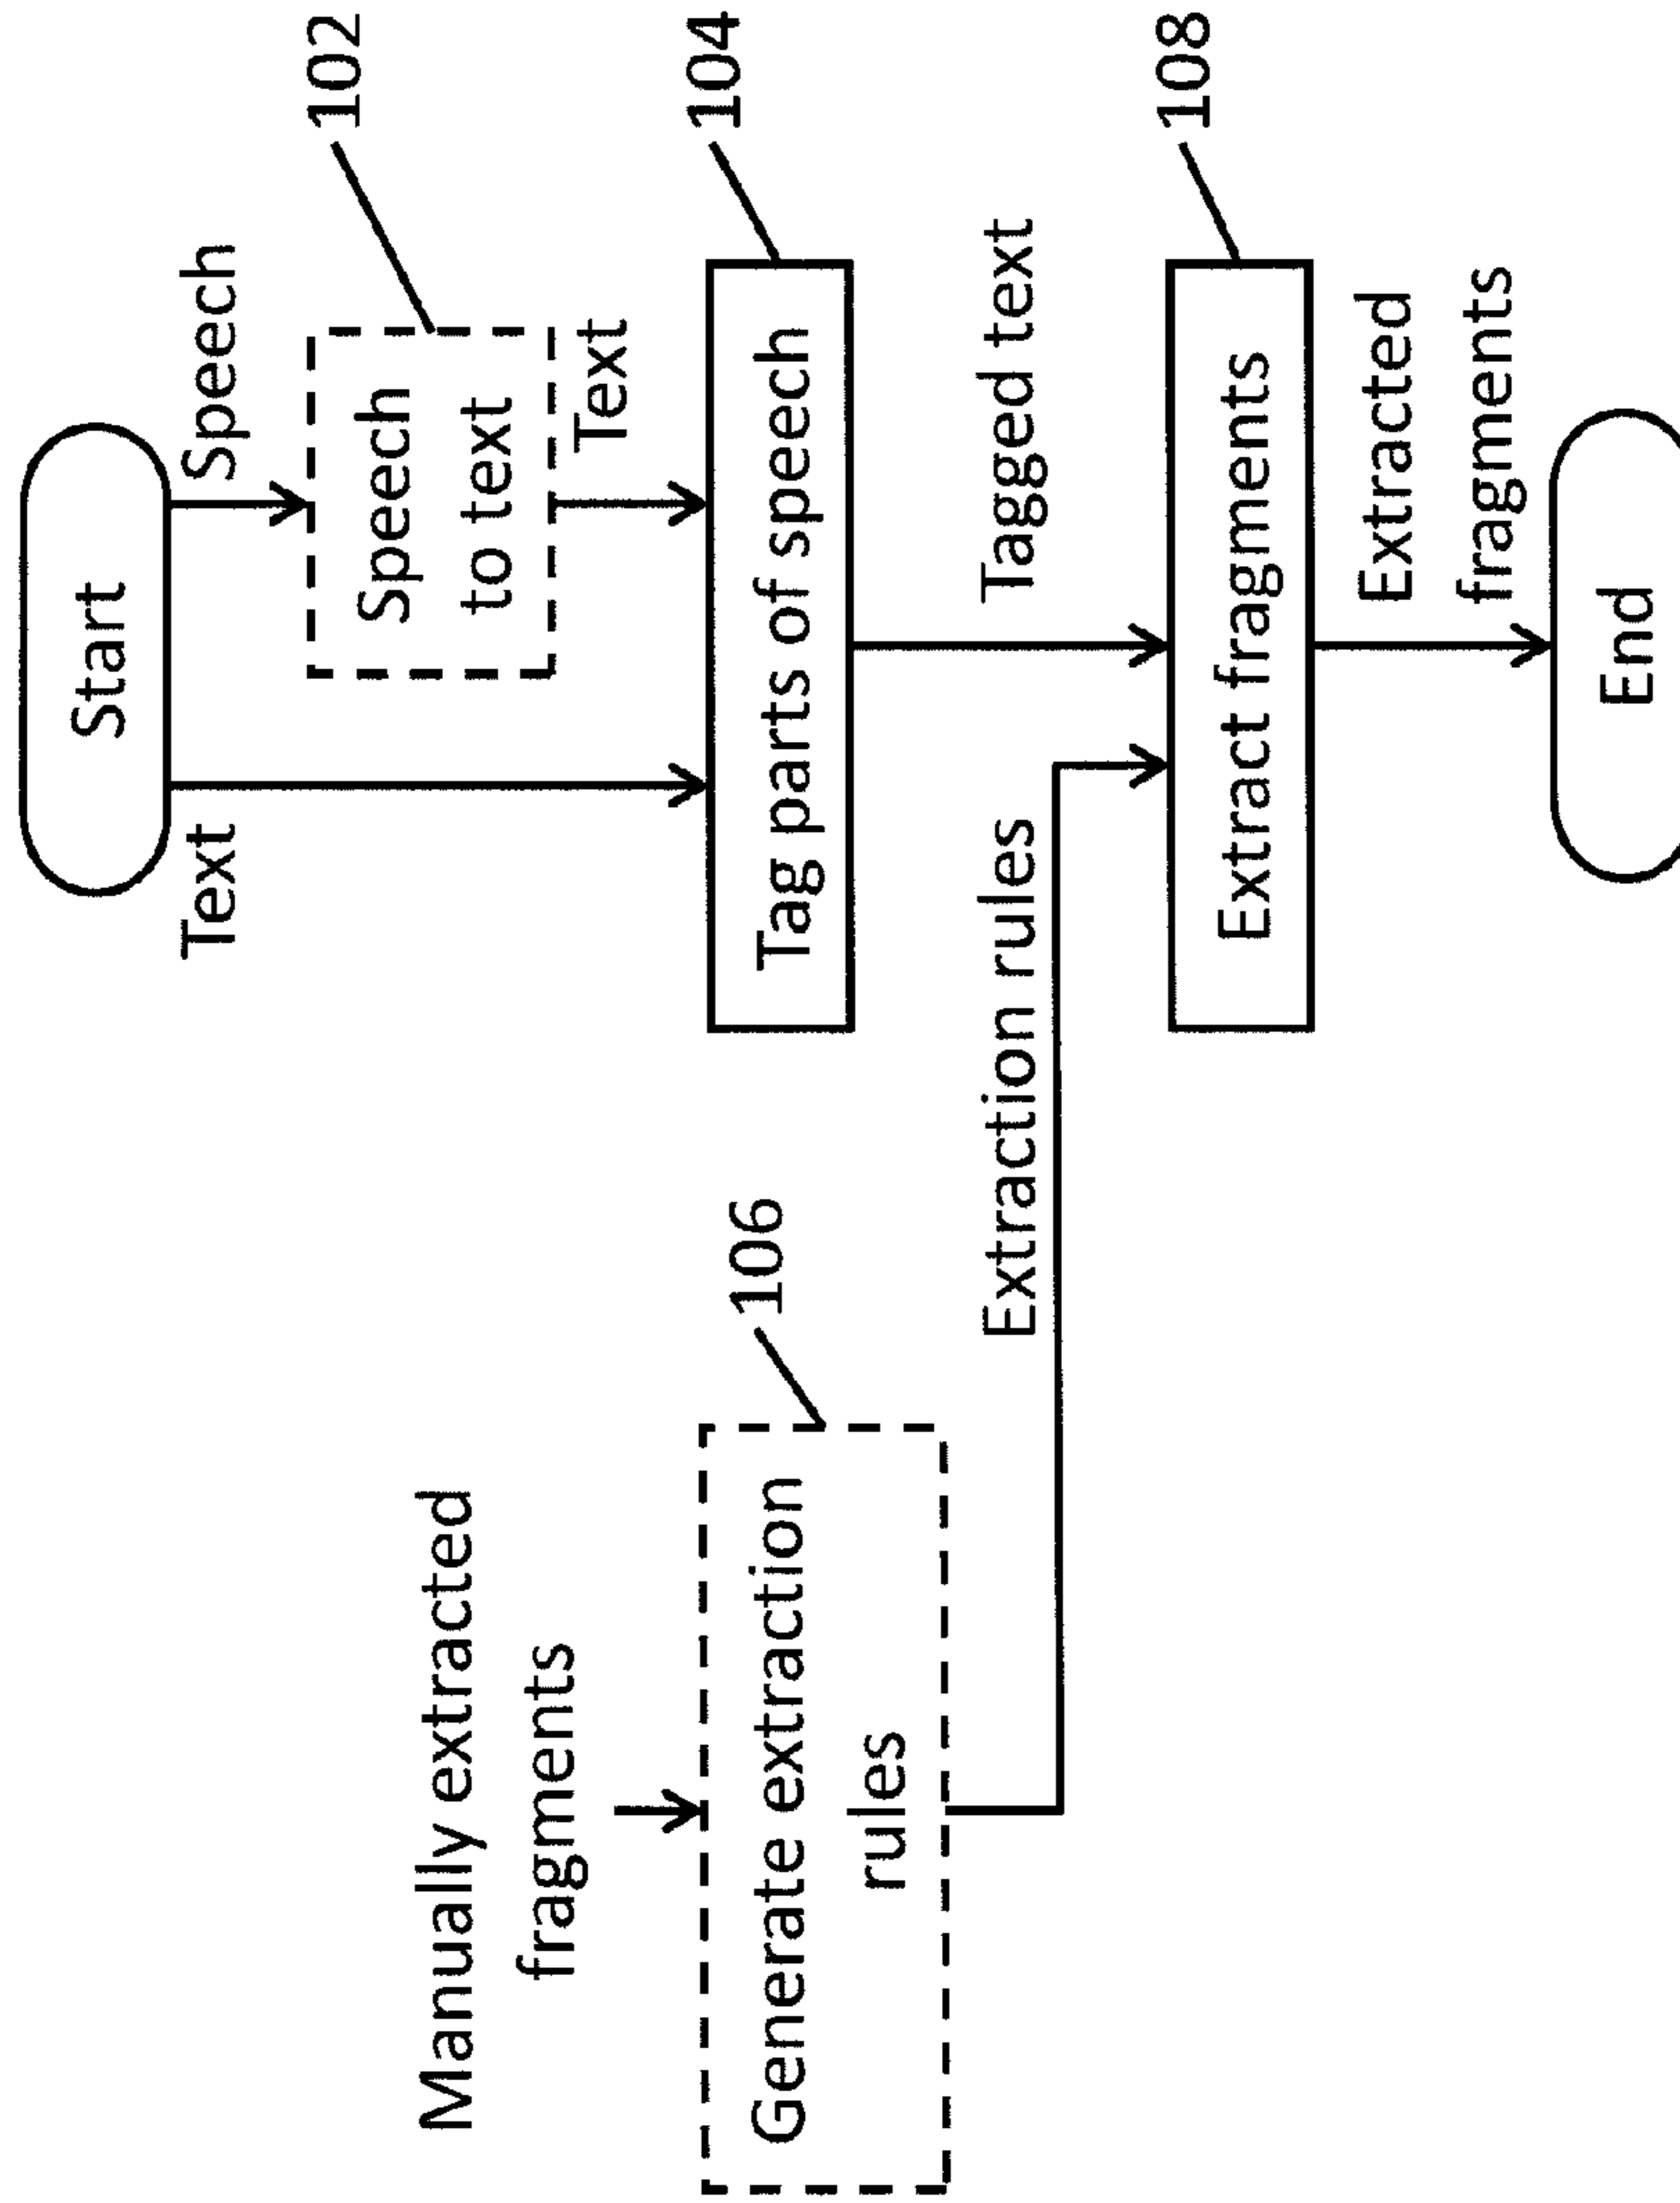 Start
Text
Speech
102
Speech
to text
Text
104
Tag parts of speech
Manually extracted
fragments
106
Generate extraction
rules
Extraction rules
Tagged text
108
Extract fragments
Extracted
fragments
End